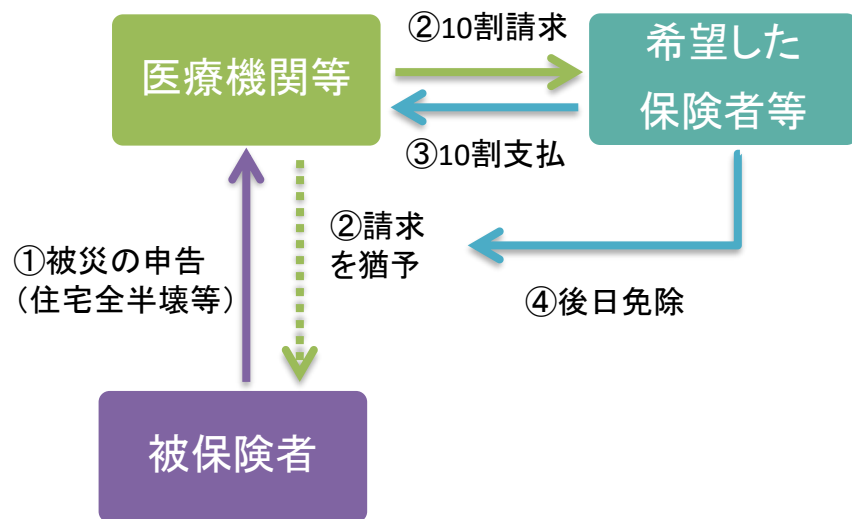 ②10割請求
医療機関等
希望した
保険者等
③10割支払
①被災の申告
（住宅全半壊等）
②請求
を猶予
④後日免除
被保険者